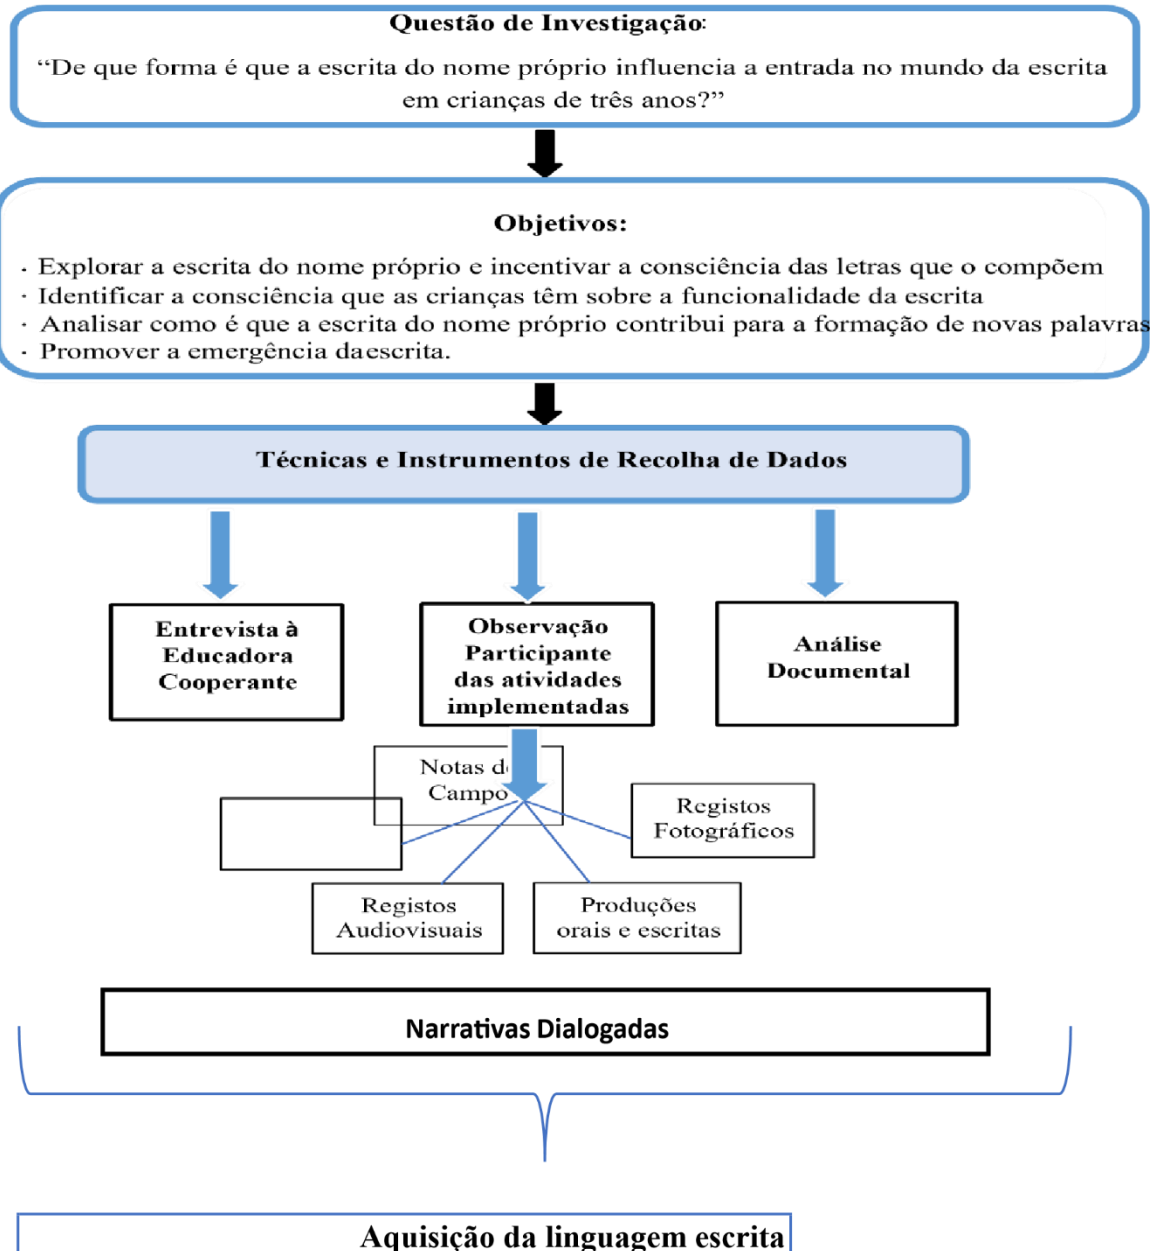 Questão de Investigação:
“De que forma é que a escrita do nome próprio influencia a entrada no mundo da escrita
em crianças de três anos?”
Objetivos:
· Explorar a escrita do nome próprio e incentivar a consciência das letras que o compõem
· Identificar a consciência que as crianças têm sobre a funcionalidade da escrita
· Analisar como é que a escrita do nome próprio contribui para a formação de novas palavras
· Promover a emergência daescrita.
Técnicas e Instrumentos de Recolha de Dados
Entrevista à
Educadora
Cooperante
Observação
Participante
das atividades
implementadas
Análise
Documental
Notas d
Campo
Registos
Fotográficos
Registos
Audiovisuais
Produções
orais e escritas
Narrativas Dialogadas
Aquisição da linguagem escrita